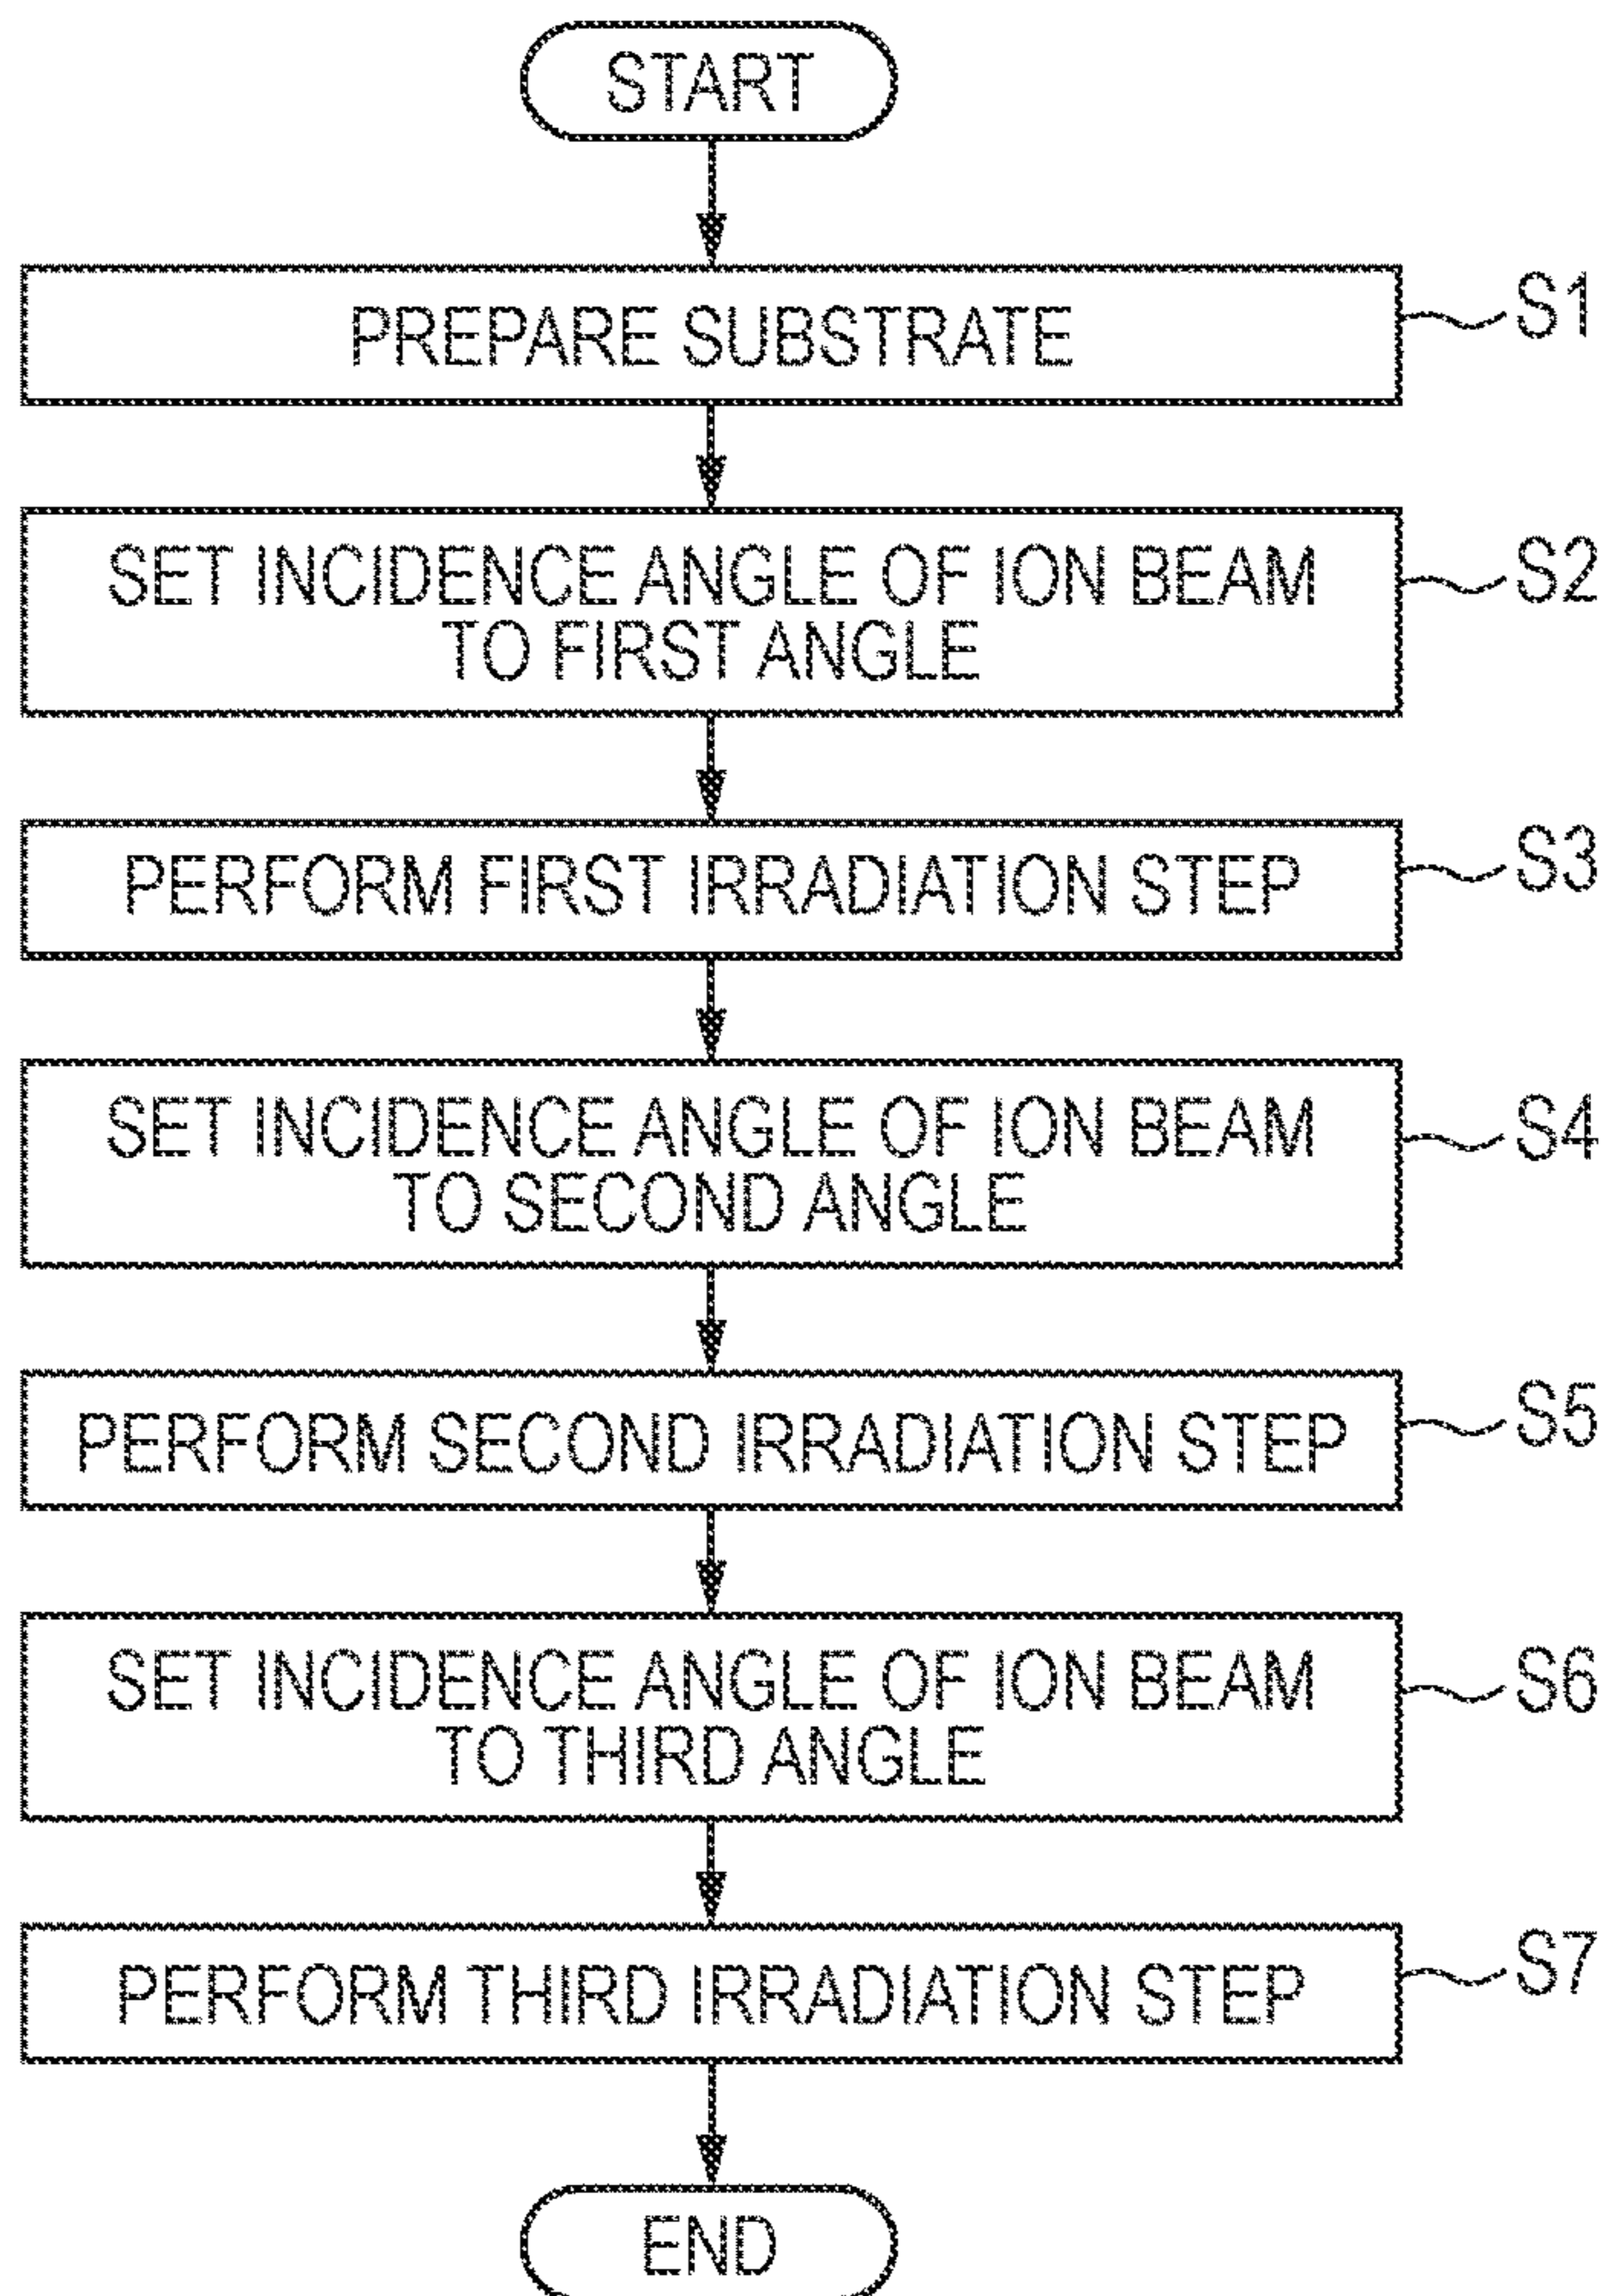 START
PREPARE SUBSTRATE
S1
SET INCIDENCE ANGLE OF ION BEAM
TO FIRST ANGLE
S2
PERFORM FIRST IRRADIATION STEP
S3
SET INCIDENCE ANGLE OF ION BEAM
TO SECOND ANGLE
S4
PERFORM SECOND IRRADIATION STEP
S5
SET INCIDENCE ANGLE OF ION BEAM
TO THIRD ANGLE
S6
PERFORM THIRD IRRADIATION STEP
S7
END